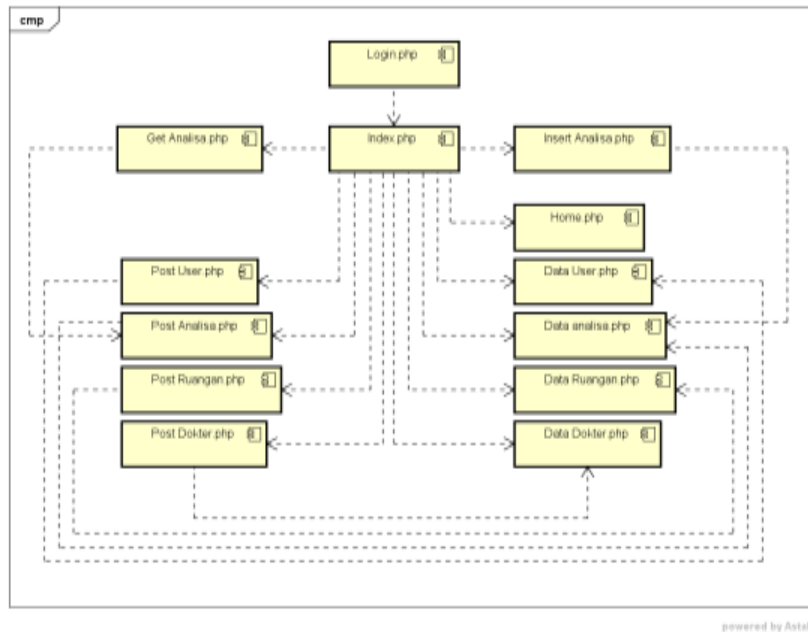 cmp
Login.php
Get Analisa.php
Index.php
Insert Analisa.php
Home.php
Post User.php
Data User.php
Post Analisa.php
Data analisa.php
Post Ruangan.php
Data Ruangan.php
Post Dokter.php
Data Dokter.php
powered by